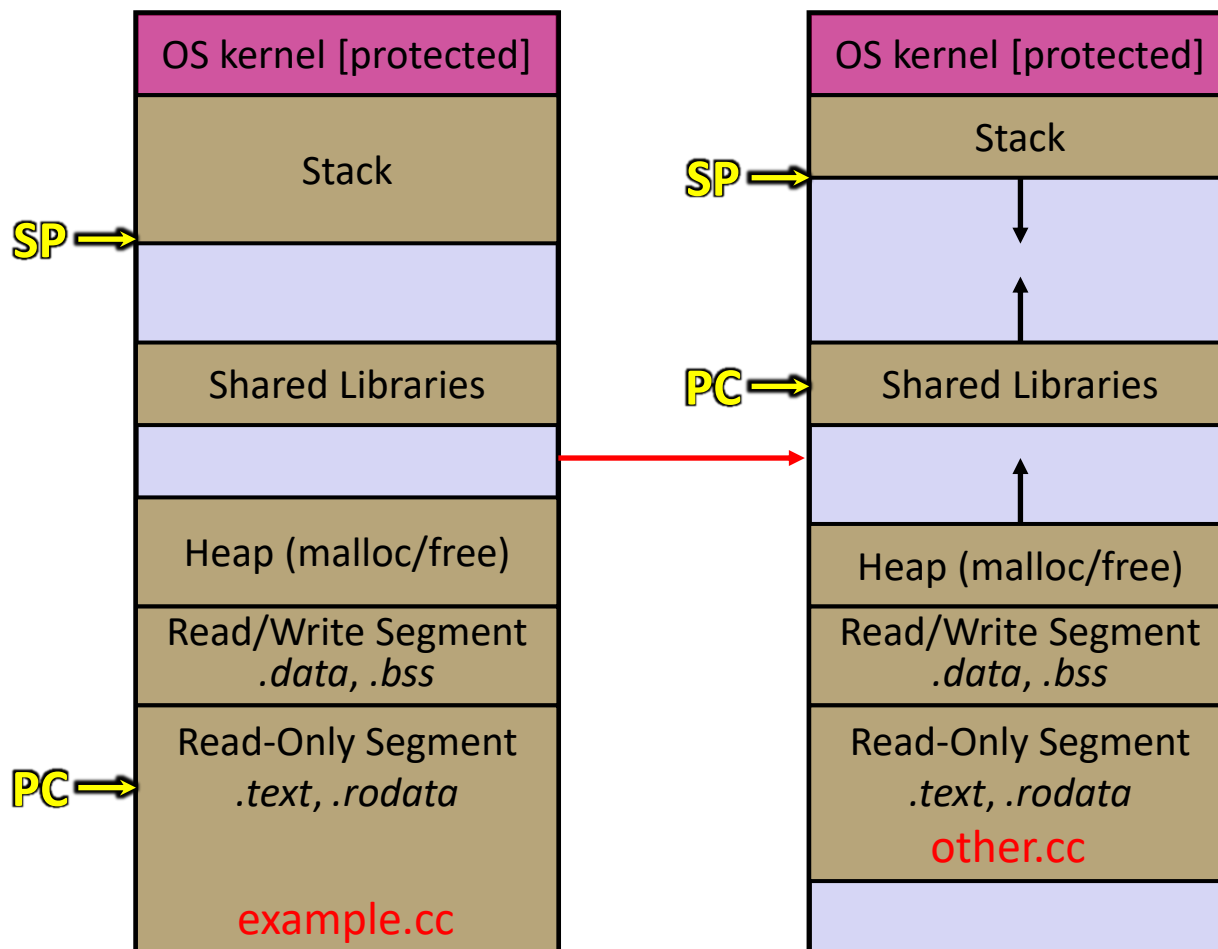 OS kernel [protected]
Stack
SP
Shared Libraries
Heap (malloc/free)
Read/Write Segment
.data, .bss
Read-Only Segment
PC
.text, .rodata
example.cc
OS kernel [protected]
Stack
SP
PC
Shared Libraries
Heap (malloc/free)
Read/Write Segment
.data, .bss
Read-Only Segment
.text, .rodata
other.cc